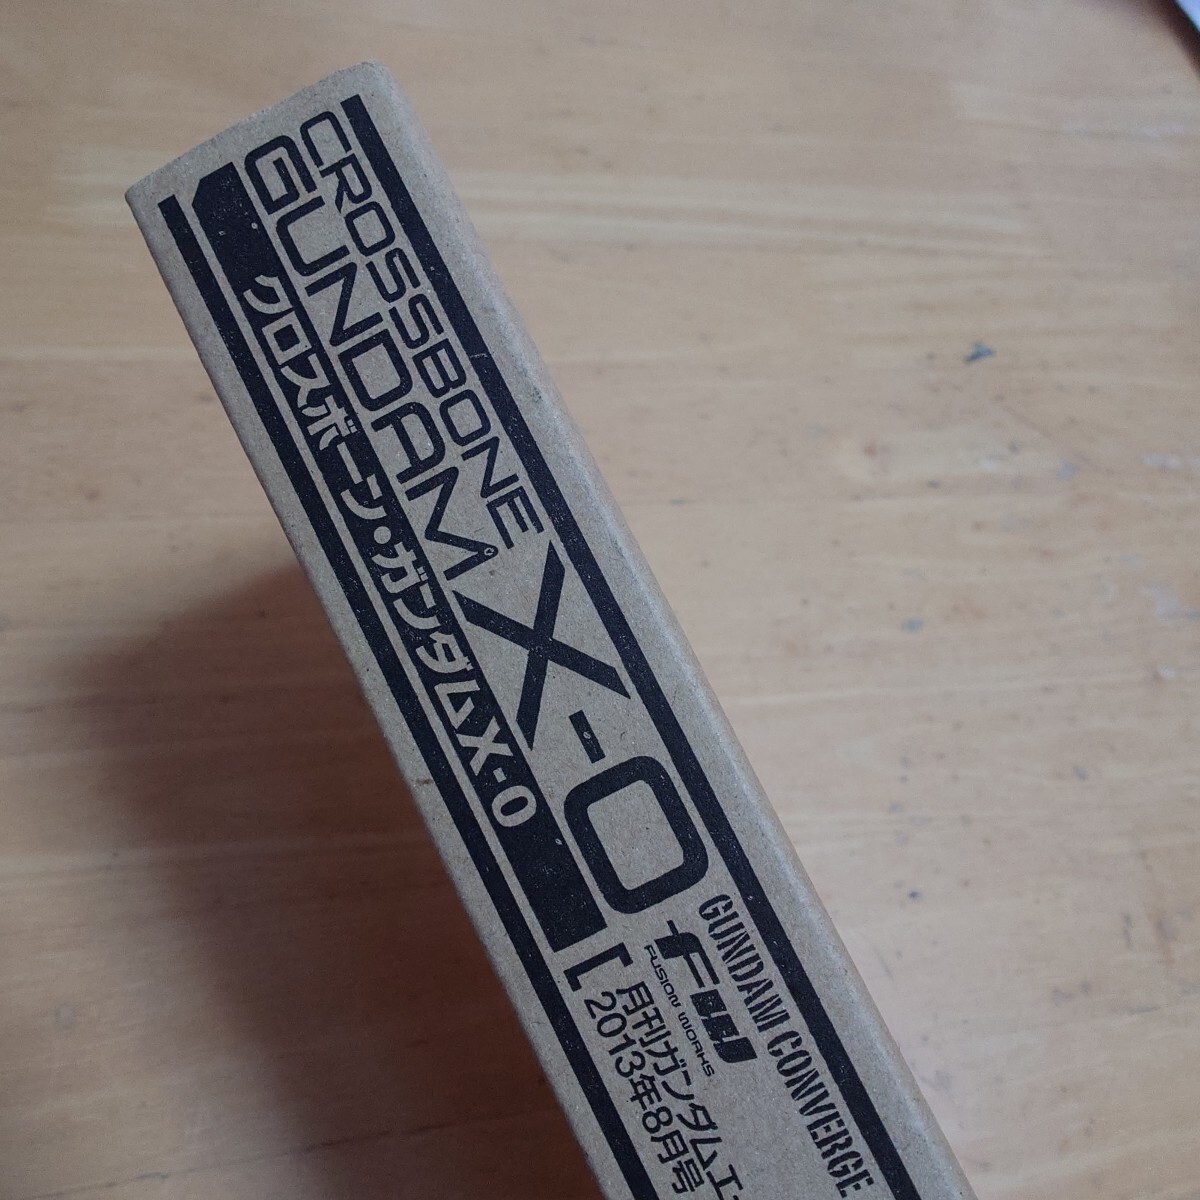 CROSSBONE
GUNDAM
X-0
クロスボーン・ガンダムX-0
GUNDAM CONVERGE
FW
FUSION WORKS
[月刊ガンダムエ
2013年8月号